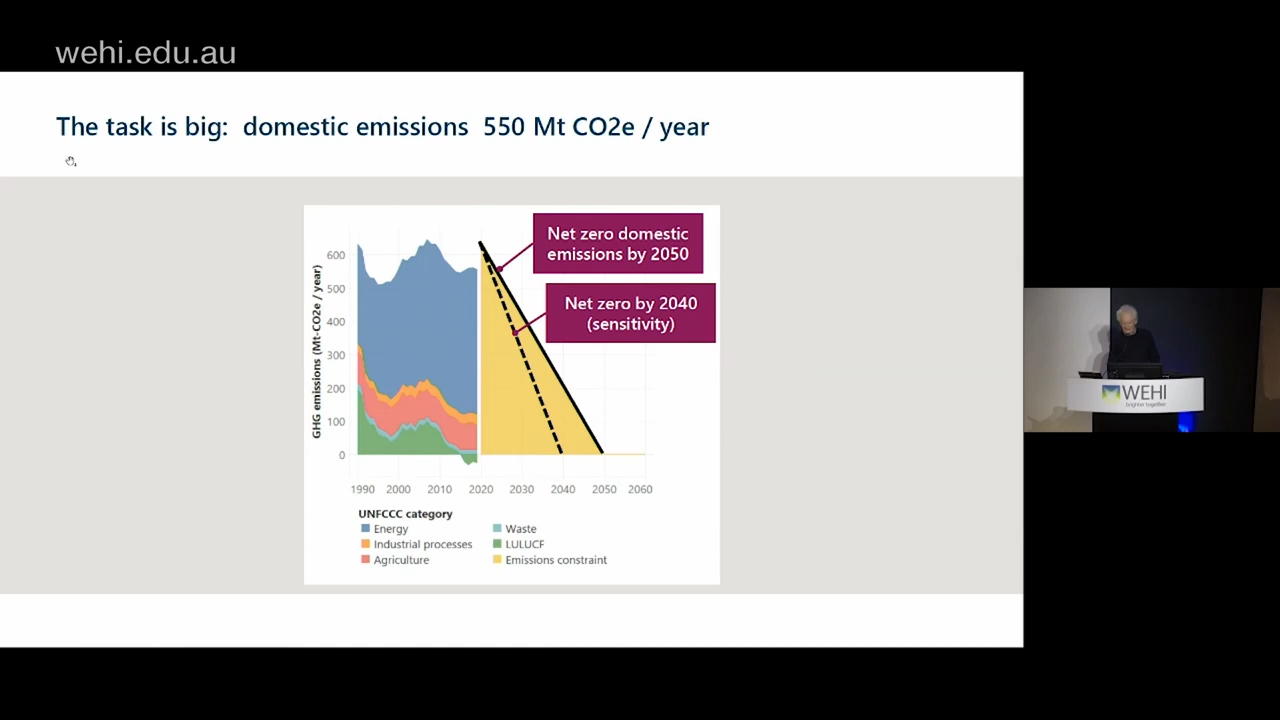 wehi.edu.au
The task is big: domestic emissions 550 Mt CO2e / year
Net zero domestic
emissions by 2050
Net zero by 2040
(sensitivity)
GHG emissions (Mt-CO2e / year)
600
500
400
300
200
100
0
1990 2000 2010 2020 2030 2040 2050 2060
UNFCCC category
Energy
Industrial processes
Agriculture
Waste
LULUCF
Emissions constraint
WEHI
brighter together